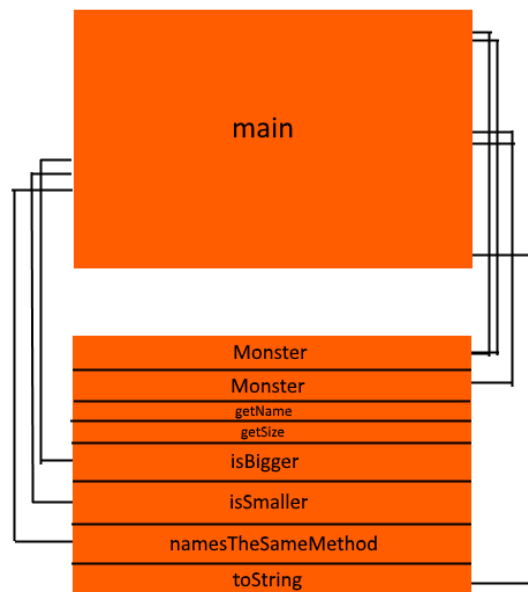 main
Monster
Monster
getName
getSize
isBigger
isSmaller
namesTheSameMethod
toString